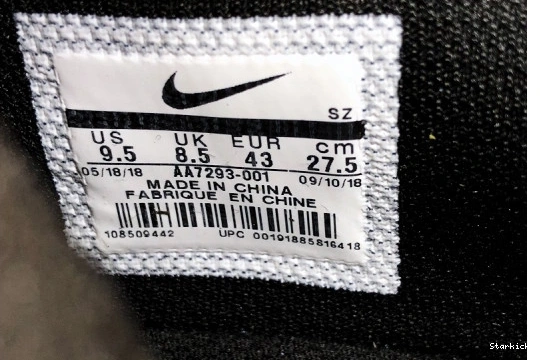 SZ
US UK EUR cm
9.5 8.5 43 27.5
05/18/18 AA7293-001 09/10/18
MADE IN CHINA
FABRIQUE EN CHINE
108509442 UPC 00191885816418
Starkick